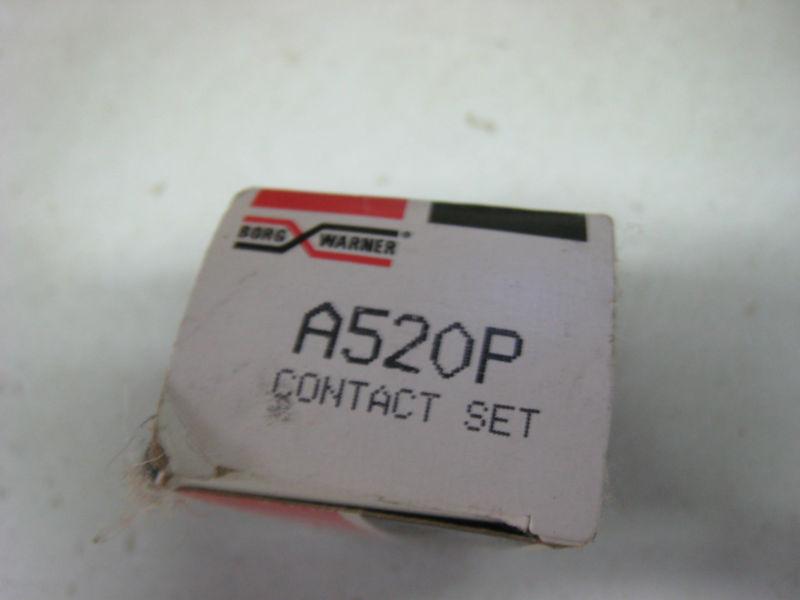 BORG WARNER®
A520P
CONTACT SET